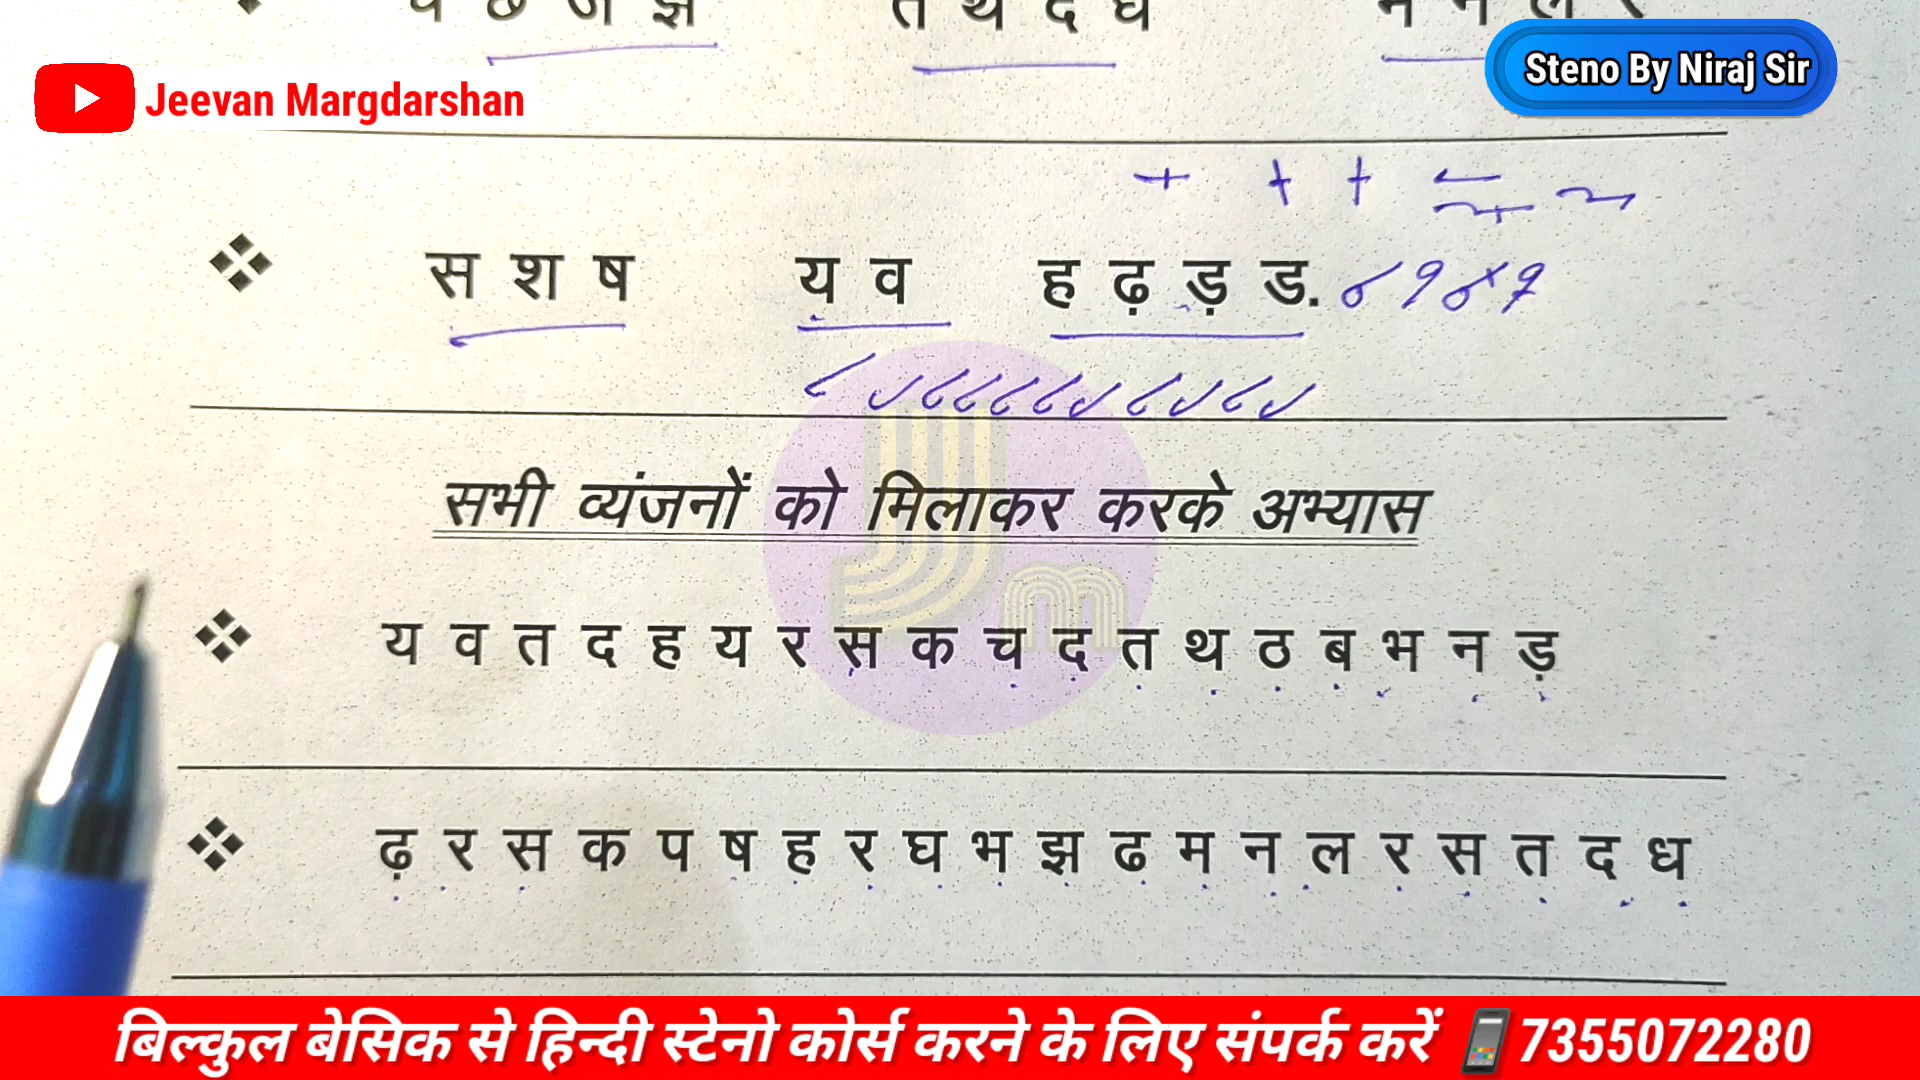 च छ ज झ त थ द ध म न ल र
Jeevan Margdarshan
Steno By Niraj Sir
स श ष य व ह ढ़ ड़ ड.
सभी व्यंजनों को मिलाकर करके अभ्यास
य व त द ह य र स क च द त थ ठ ब भ न ड़
ढ़ र स क प ष ह र घ भ झ ढ म न ल र स त द ध
बिल्कुल बेसिक से हिन्दी स्टेनो कोर्स करने के लिए संपर्क करें 7355072280